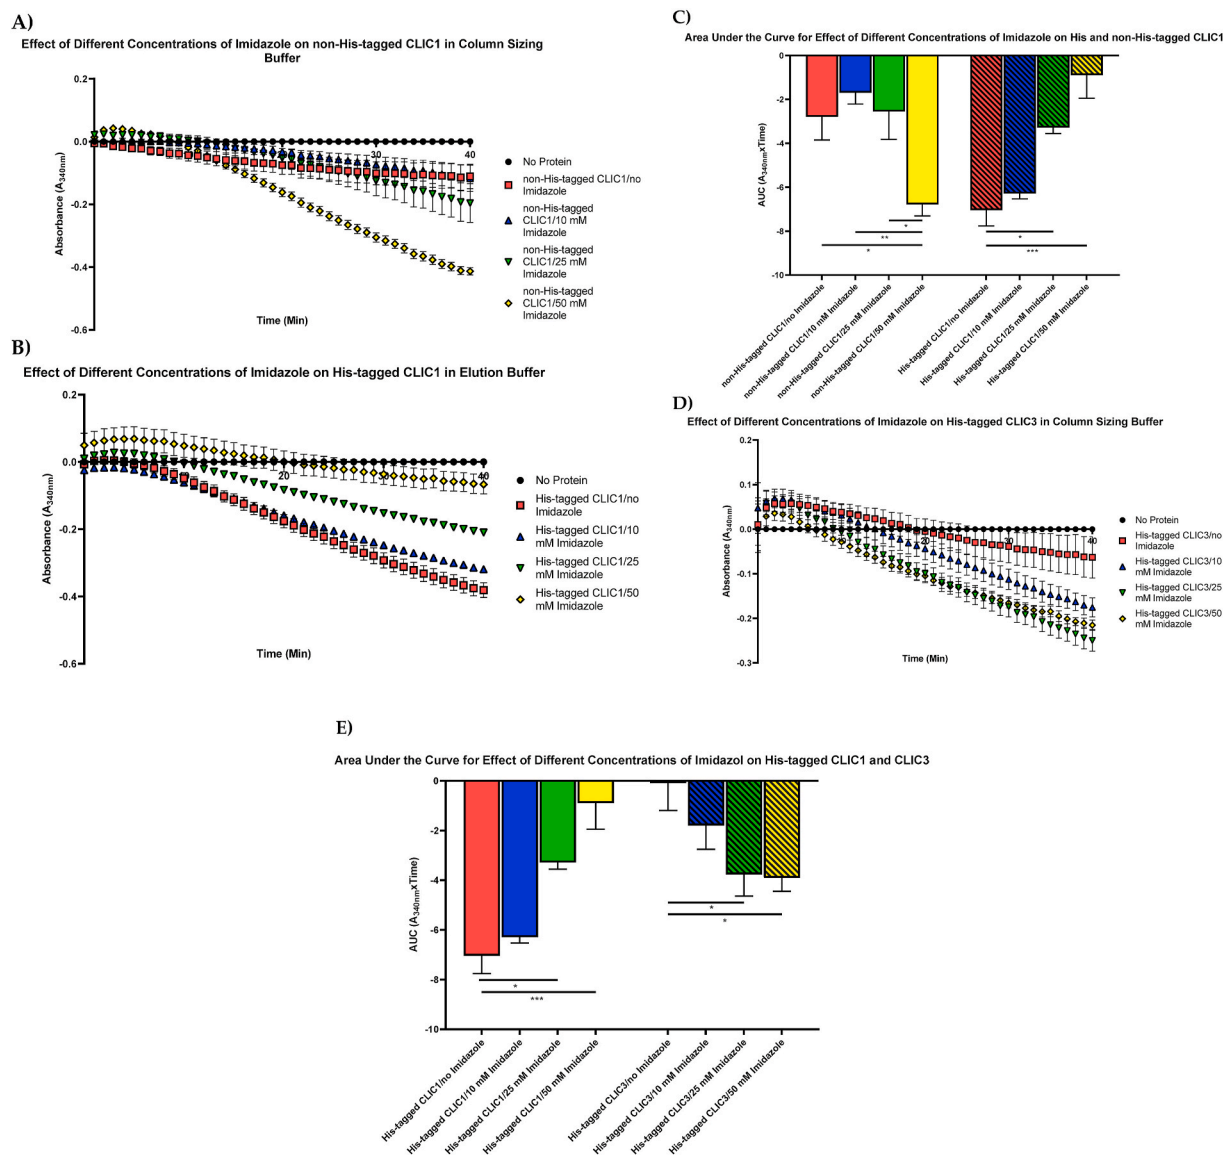 A)
Effect of Different Concentrations of Imidazole on non-His-tagged CLIC1 in Column Sizing
Buffer
0.2
0.0
-0.2
-0.4
-0.6
30
40
Absorbance (A340nm)
Time (Min)
No Protein
non-His-tagged CLIC1/no
Imidazole
non-His-tagged
CLIC1/10 mM
Imidazole
non-His-tagged
CLIC1/25 mM
Imidazole
non-His-tagged
CLIC1/50 mM
Imidazole
B)
Effect of Different Concentrations of Imidazole on His-tagged CLIC1 in Elution Buffer
0.2
0.0
-0.2
-0.4
-0.6
20
40
Absorbance (A340nm)
Time (Min)
No Protein
His-tagged CLIC1/no
Imidazole
His-tagged CLIC1/10
mM Imidazole
His-tagged CLIC1/25
mM Imidazole
His-tagged CLIC1/50
mM Imidazole
C)
Area Under the Curve for Effect of Different Concentrations of Imidazole on His and non-His-tagged CLIC1
0
-2
-4
-6
-8
-10
AUC (A340nmxTime)
*
**
*
*
***
non-His-tagged CLIC1/no Imidazole
non-His-tagged CLIC1/10 mM Imidazole
non-His-tagged CLIC1/25 mM Imidazole
non-His-tagged CLIC1/50 mM Imidazole
His-tagged CLIC1/no Imidazole
His-tagged CLIC1/10 mM Imidazole
His-tagged CLIC1/25 mM Imidazole
His-tagged CLIC1/50 mM Imidazole
D)
Effect of Different Concentrations of Imidazole on His-tagged CLIC3 in Column Sizing Buffer
0.2
0.1
0.0
-0.1
-0.2
-0.3
20
30
40
Absorbance (A340nm)
Time (Min)
No Protein
His-tagged CLIC3/no
Imidazole
His-tagged CLIC3/10
mM Imidazole
His-tagged CLIC3/25
mM Imidazole
His-tagged CLIC3/50
mM Imidazole
E)
Area Under the Curve for Effect of Different Concentrations of Imidazol on His-tagged CLIC1 and CLIC3
0
-2
-4
-6
-8
-10
AUC (A340nmxTime)
*
***
*
*
His-tagged CLIC1/no Imidazole
His-tagged CLIC1/10 mM Imidazole
His-tagged CLIC1/25 mM Imidazole
His-tagged CLIC1/50 mM Imidazole
His-tagged CLIC3/no Imidazole
His-tagged CLIC3/10 mM Imidazole
His-tagged CLIC3/25 mM Imidazole
His-tagged CLIC3/50 mM Imidazole